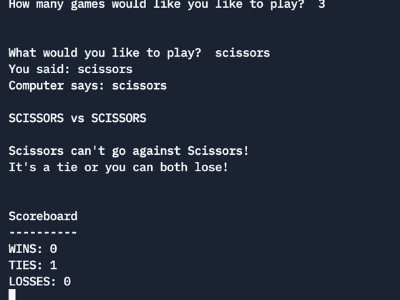 How many games would like you like to play?  3
What would you like to play?  scissors
You said: scissors
Computer says: scissors
SCISSORS vs SCISSORS
Scissors can't go against Scissors!
It's a tie or you can both lose!
Scoreboard
----------
WINS: 0
TIES: 1
LOSSES: 0